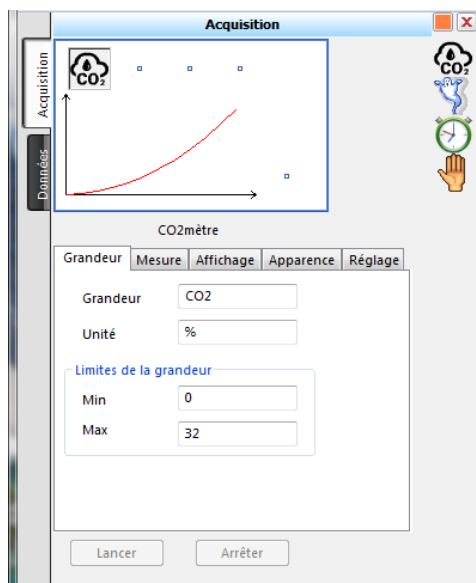 Acquisition
Acquisition
Données
CO2
CO2
CO2mètre
Grandeur Mesure Affichage Apparence Réglage
Grandeur CO2
Unité %
Limites de la grandeur
Min 0
Max 32
Lancer Arrêter